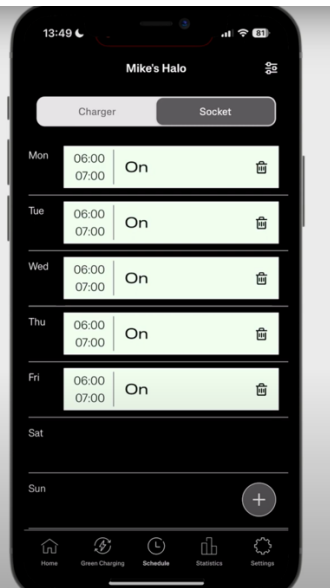 13:49
81
Mike's Halo
Charger Socket
Mon
06:00
07:00
On
Tue
06:00
07:00
On
Wed
06:00
07:00
On
Thu
06:00
07:00
On
Fri
06:00
07:00
On
Sat
Sun
Home Green Charging Schedule Statistics Settings